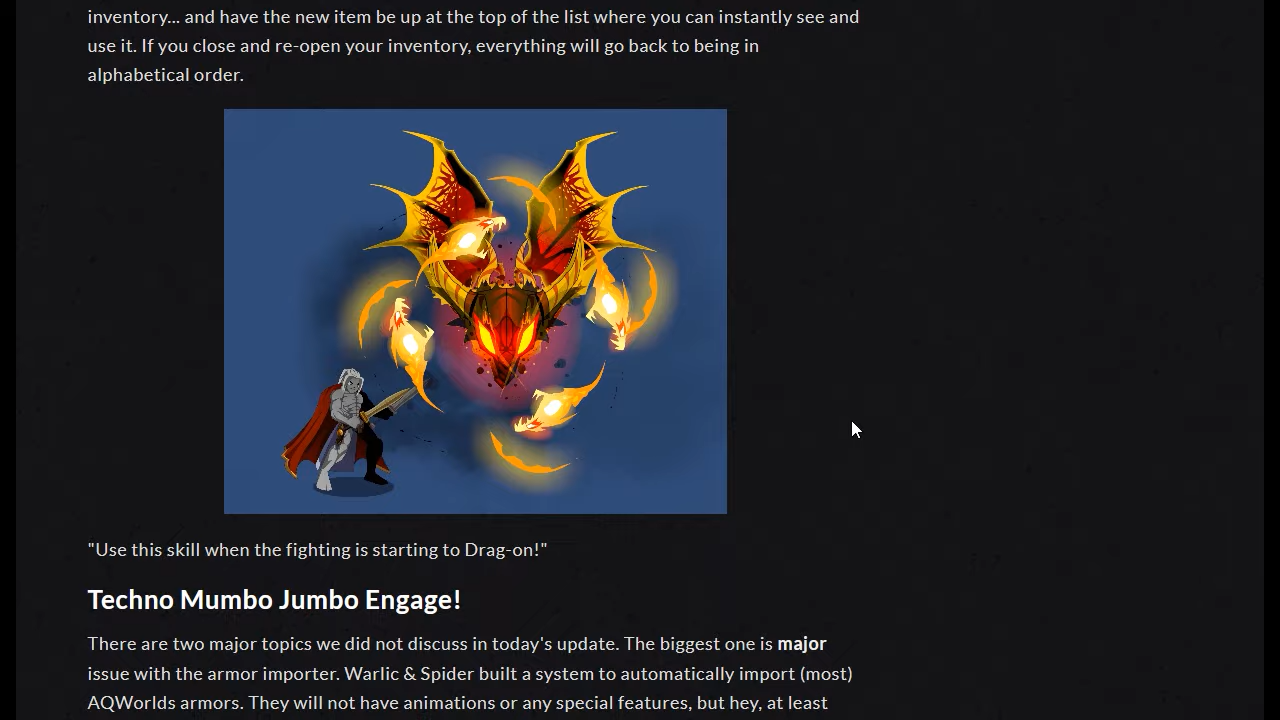 inventory... and have the new item be up at the top of the list where you can instantly see and
use it. If you close and re-open your inventory, everything will go back to being in
alphabetical order.
"Use this skill when the fighting is starting to Drag-on!"
Techno Mumbo Jumbo Engage!
There are two major topics we did not discuss in today's update. The biggest one is major
issue with the armor importer. Warlic & Spider built a system to automatically import (most)
AQWorlds armors. They will not have animations or any special features, but hey, at least